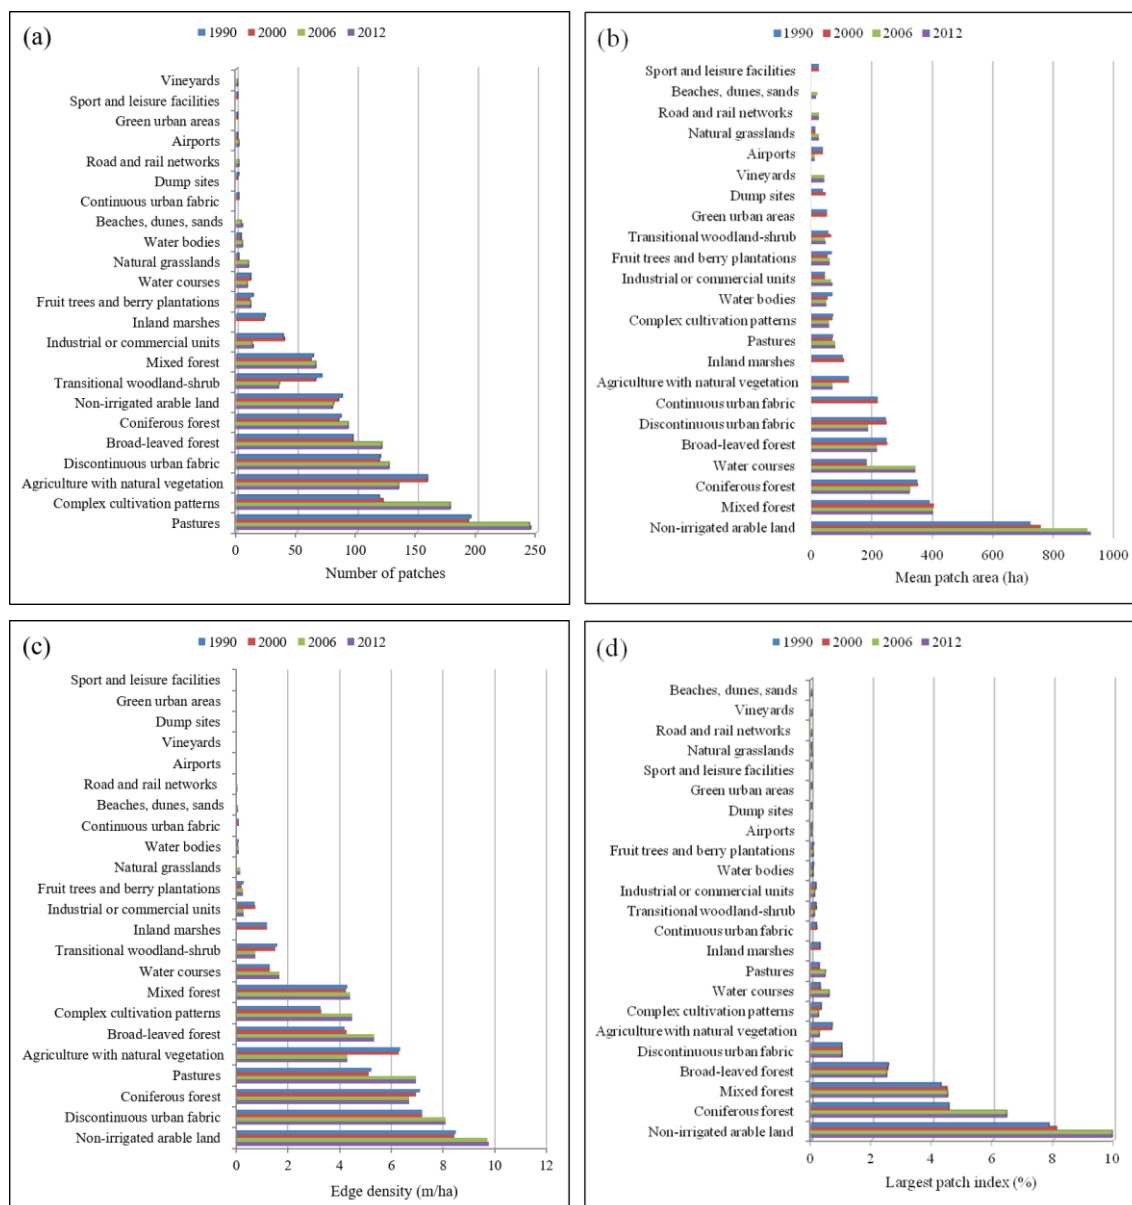 (a)
1990 2000 2006 2012
Vineyards
Sport and leisure facilities
Green urban areas
Airports
Road and rail networks
Dump sites
Continuous urban fabric
Beaches, dunes, sands
Water bodies
Natural grasslands
Water courses
Fruit trees and berry plantations
Inland marshes
Industrial or commercial units
Mixed forest
Transitional woodland-shrub
Non-irrigated arable land
Coniferous forest
Broad-leaved forest
Discontinuous urban fabric
Agriculture with natural vegetation
Complex cultivation patterns
Pastures
0 50 100 150 200 250
Number of patches
(b)
1990 2000 2006 2012
Sport and leisure facilities
Beaches, dunes, sands
Road and rail networks
Natural grasslands
Airports
Vineyards
Dump sites
Green urban areas
Transitional woodland-shrub
Fruit trees and berry plantations
Industrial or commercial units
Water bodies
Complex cultivation patterns
Pastures
Inland marshes
Agriculture with natural vegetation
Continuous urban fabric
Discontinuous urban fabric
Broad-leaved forest
Water courses
Coniferous forest
Mixed forest
Non-irrigated arable land
0 200 400 600 800 1000
Mean patch area (ha)
(c)
1990 2000 2006 2012
Sport and leisure facilities
Green urban areas
Dump sites
Vineyards
Airports
Road and rail networks
Beaches, dunes, sands
Continuous urban fabric
Water bodies
Natural grasslands
Fruit trees and berry plantations
Industrial or commercial units
Inland marshes
Transitional woodland-shrub
Water courses
Mixed forest
Complex cultivation patterns
Broad-leaved forest
Agriculture with natural vegetation
Pastures
Coniferous forest
Discontinuous urban fabric
Non-irrigated arable land
0 2 4 6 8 10 12
Edge density (m/ha)
(d)
1990 2000 2006 2012
Beaches, dunes, sands
Vineyards
Road and rail networks
Natural grasslands
Sport and leisure facilities
Green urban areas
Dump sites
Airports
Fruit trees and berry plantations
Water bodies
Industrial or commercial units
Transitional woodland-shrub
Continuous urban fabric
Inland marshes
Pastures
Water courses
Complex cultivation patterns
Agriculture with natural vegetation
Discontinuous urban fabric
Broad-leaved forest
Mixed forest
Coniferous forest
Non-irrigated arable land
0 2 4 6 8 10
Largest patch index (%)